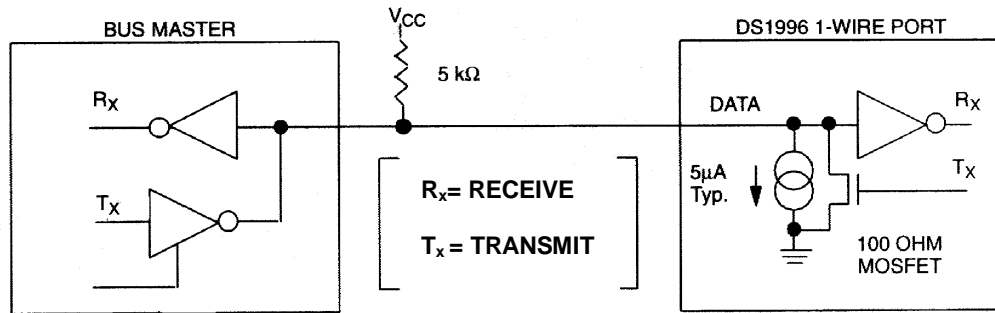 BUS MASTER
VCC
DS1996 1-WIRE PORT
5 kΩ
RX
DATA
RX
TX
Rx= RECEIVE
Tx = TRANSMIT
5µA
Typ.
TX
100 OHM
MOSFET